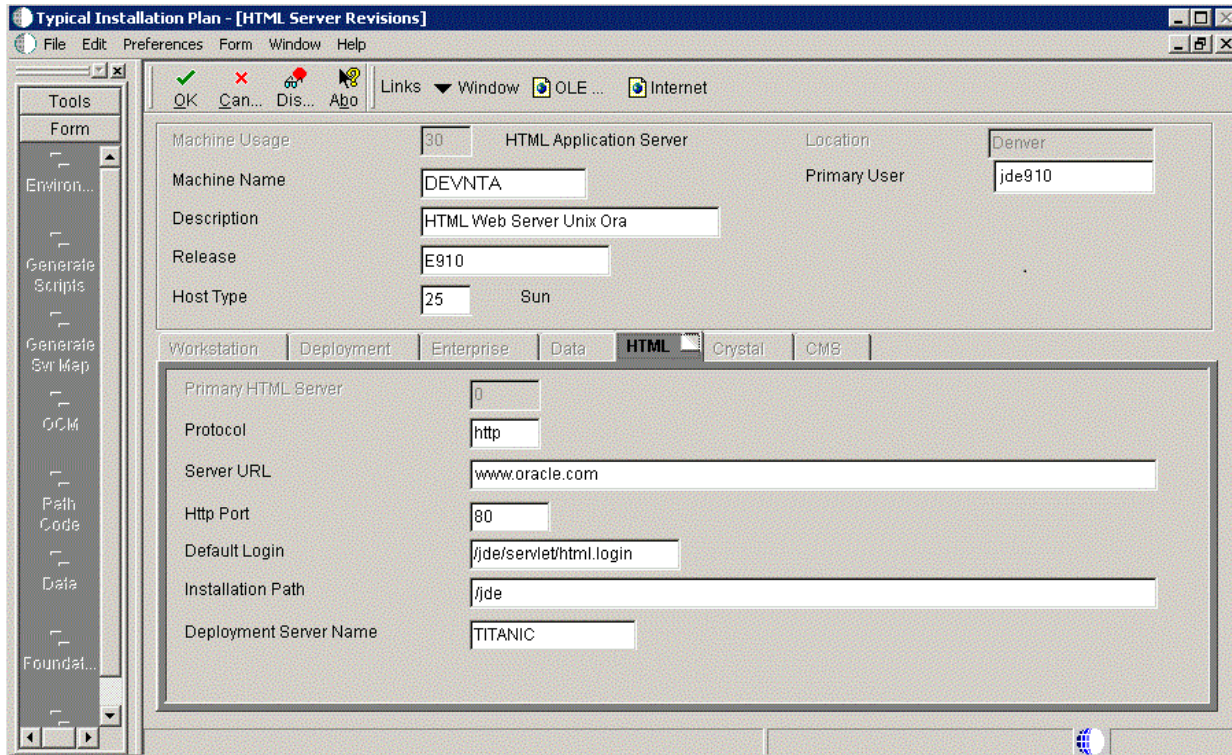 Typical Installation Plan - [HTML Server Revisions]
File Edit Preferences Form Window Help
OK Can... Dis... Abo Links Window OLE ... Internet
Tools
Form
Environ...
Generate
Scripts
Generate
Svr Map
OCM
Path
Code
Data
Foundat...
Machine Usage 30 HTML Application Server Location Denver
Machine Name DEVNTA Primary User jde910
Description HTML Web Server Unix Ora
Release E910
Host Type 25 Sun
Workstation Deployment Enterprise Data HTML Crystal CMS
Primary HTML Server 0
Protocol http
Server URL www.oracle.com
Http Port 80
Default Login /jde/servlet/html.login
Installation Path /jde
Deployment Server Name TITANIC